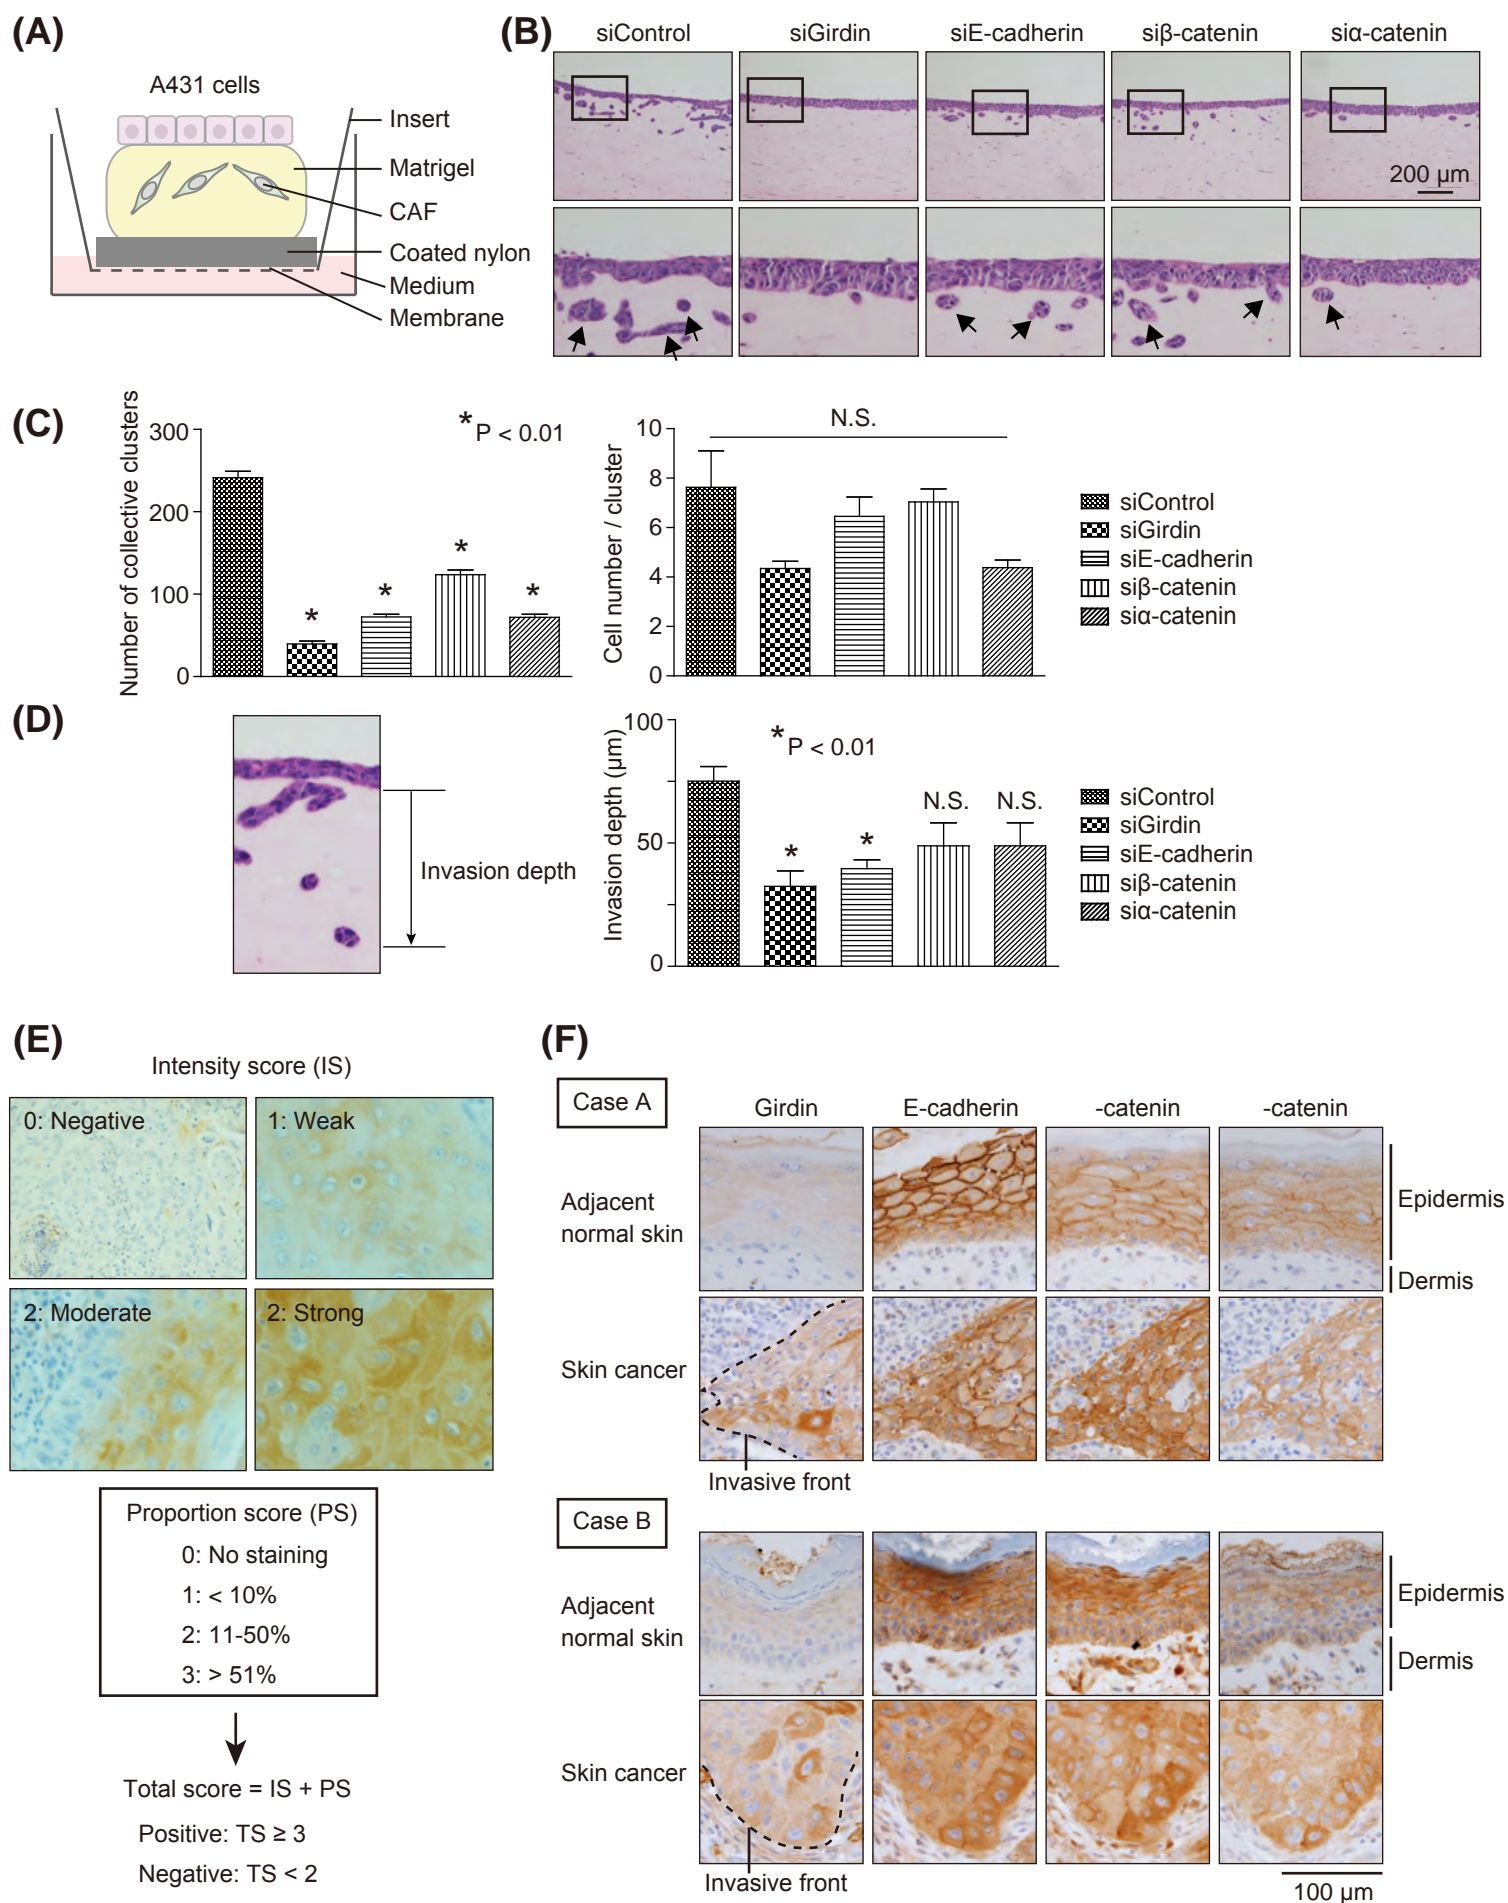 (A)
A431 cells
Insert
Matrigel
CAF
Coated nylon
Medium
Membrane
(B)
siControl
siGirdin
siE-cadherin
siβ-catenin
siα-catenin
200 μm
(C)
Number of collective clusters
300
200
100
0
* P < 0.01
*
*
*
*
Cell number / cluster
10
8
6
4
2
0
N.S.
siControl
siGirdin
siE-cadherin
siβ-catenin
siα-catenin
(D)
Invasion depth
Invasion depth (μm)
100
50
0
* P < 0.01
*
*
N.S.
N.S.
siControl
siGirdin
siE-cadherin
siβ-catenin
siα-catenin
(E)
Intensity score (IS)
0: Negative
1: Weak
2: Moderate
2: Strong
Proportion score (PS)
0: No staining
1: < 10%
2: 11-50%
3: > 51%
Total score = IS + PS
Positive: TS ≥ 3
Negative: TS < 2
(F)
Case A
Girdin
E-cadherin
-catenin
-catenin
Adjacent
normal skin
Epidermis
Dermis
Skin cancer
Invasive front
Case B
Adjacent
normal skin
Epidermis
Dermis
Skin cancer
Invasive front
100 μm